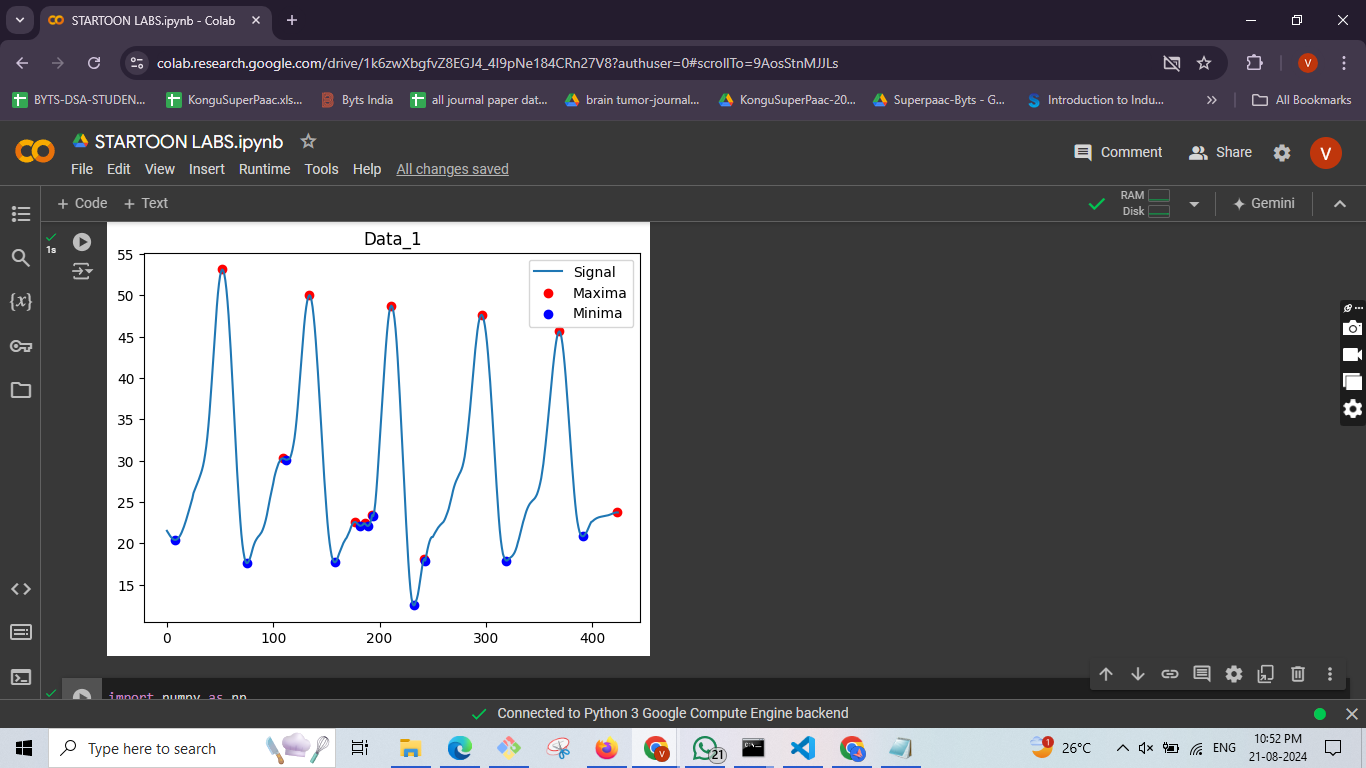 STARTOON LABS.ipynb - Colab
colab.research.google.com/drive/1k6zwXbgfvZ8EGJ4_4I9pNe184CRn27V8?authuser=0#scrollTo=9AosStnMJJLs
V
BYTS-DSA-STUDEN... KonguSuperPaac.xls... Byts India all journal paper dat... brain tumor-journal... KonguSuperPaac-20... Superpaac-Byts - G... Introduction to Indu... » All Bookmarks
STARTOON LABS.ipynb
File Edit View Insert Runtime Tools Help All changes saved
Comment Share V
+ Code + Text
RAM
Disk
Gemini
1s
Data_1
Signal
Maxima
Minima
55
50
45
40
35
30
25
20
15
0 100 200 300 400
import numpy as np
Connected to Python 3 Google Compute Engine backend
Type here to search
V
21
26°C
ENG
10:52 PM
21-08-2024